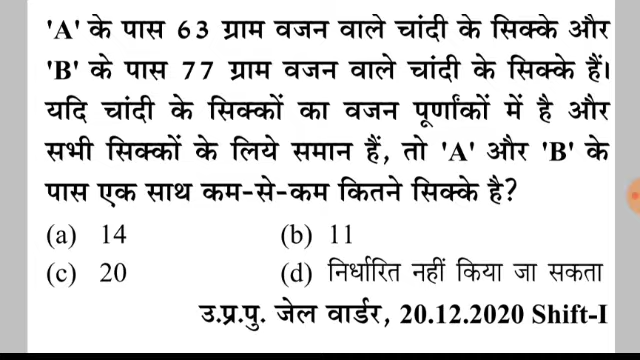 'A' के पास 63 ग्राम वजन वाले चांदी के सिक्के और
'B' के पास 77 ग्राम वजन वाले चांदी के सिक्के हैं।
यदि चांदी के सिक्कों का वजन पूर्णांकों में है और
सभी सिक्कों के लिये समान हैं, तो 'A' और 'B' के
पास एक साथ कम-से-कम कितने सिक्के है?
(a) 14 (b) 11
(c) 20 (d) निर्धारित नहीं किया जा सकता
उ.प्र.पु. जेल वार्डर, 20.12.2020 Shift-I